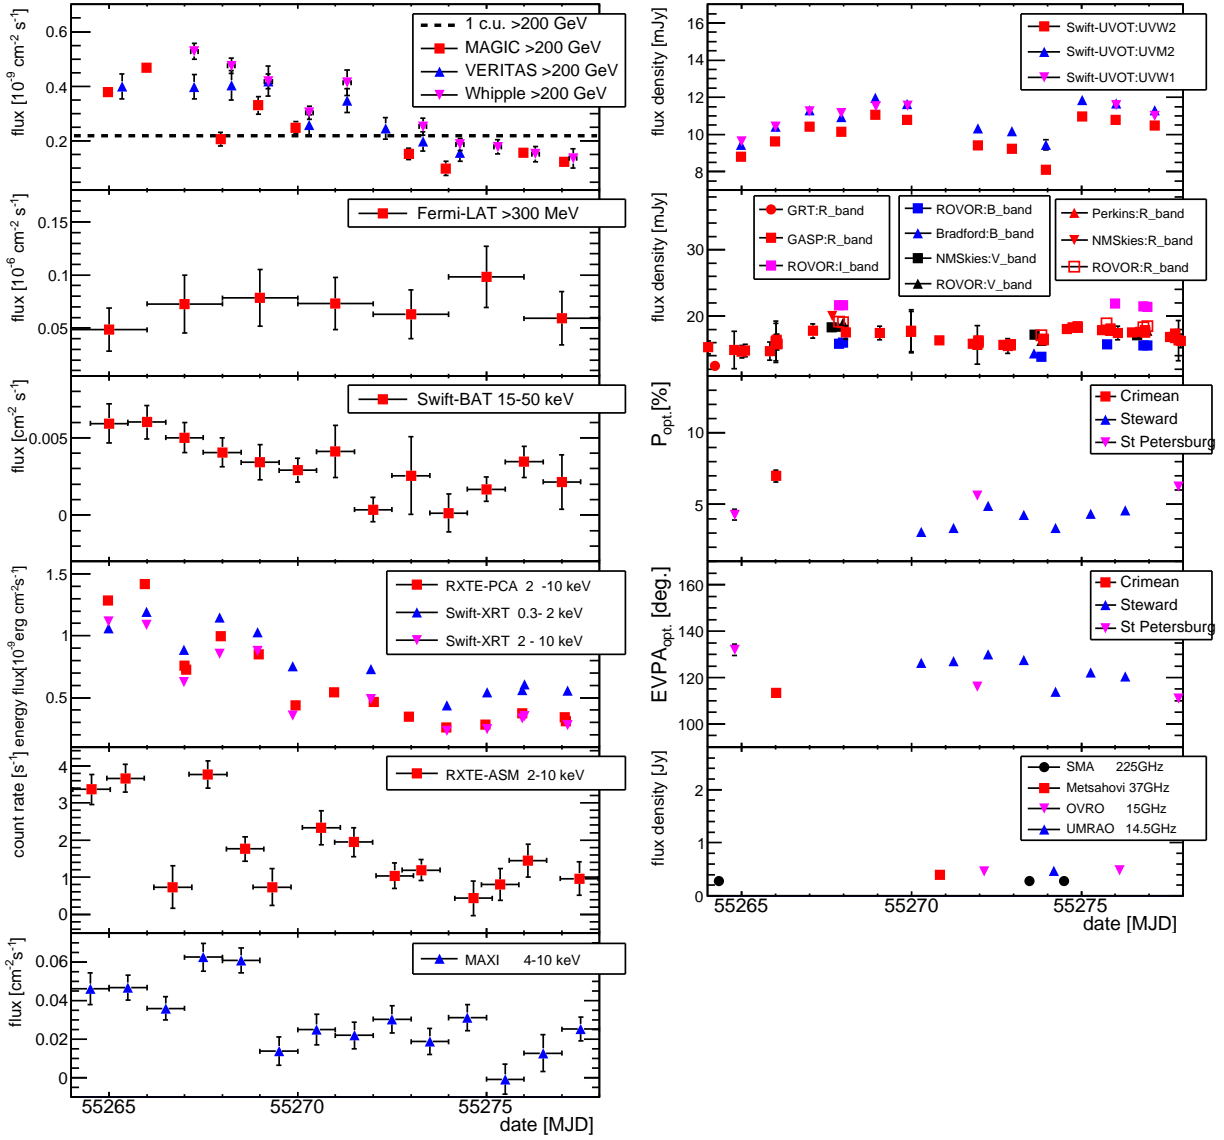 flux [10⁻⁹ cm⁻² s⁻¹]
0.6
0.4
0.2
0
1 c.u. >200 GeV
MAGIC >200 GeV
VERITAS >200 GeV
Whipple >200 GeV
flux [10⁻⁶ cm⁻² s⁻¹]
0.15
0.1
0.05
Fermi-LAT >300 MeV
flux [cm⁻² s⁻¹]
0.005
0
Swift-BAT 15-50 keV
energy flux[10⁻⁹ erg cm⁻²s⁻¹]
1.5
1
0.5
RXTE-PCA 2 -10 keV
Swift-XRT 0.3- 2 keV
Swift-XRT 2 - 10 keV
count rate [s⁻¹]
4
3
2
1
0
RXTE-ASM 2-10 keV
flux [cm⁻²s⁻¹]
0.06
0.04
0.02
0
MAXI 4-10 keV
55265
55270
55275
date [MJD]
flux density [mJy]
16
14
12
10
8
Swift-UVOT:UVW2
Swift-UVOT:UVM2
Swift-UVOT:UVW1
flux density [mJy]
30
20
GRT:R_band
GASP:R_band
ROVOR:I_band
ROVOR:B_band
Bradford:B_band
NMSkies:V_band
ROVOR:V_band
Perkins:R_band
NMSkies:R_band
ROVOR:R_band
P_opt.[%]
10
5
Crimean
Steward
St Petersburg
EVPA_opt. [deg.]
160
140
120
100
Crimean
Steward
St Petersburg
flux density [Jy]
2
1
0
SMA 225GHz
Metsahovi 37GHz
OVRO 15GHz
UMRAO 14.5GHz
55265
55270
55275
date [MJD]